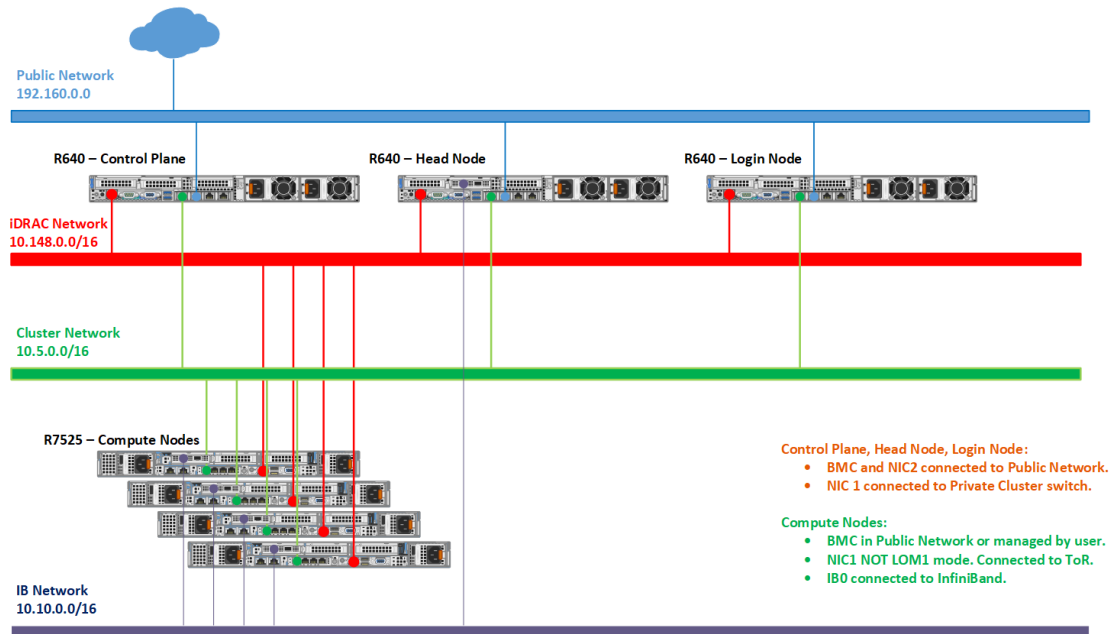 Public Network
192.160.0.0
R640 – Control Plane
R640 – Head Node
R640 – Login Node
iDRAC Network
10.148.0.0/16
Cluster Network
10.5.0.0/16
R7525 – Compute Nodes
Control Plane, Head Node, Login Node:
• BMC and NIC2 connected to Public Network.
• NIC 1 connected to Private Cluster switch.
Compute Nodes:
• BMC in Public Network or managed by user.
• NIC1 NOT LOM1 mode. Connected to ToR.
• IB0 connected to InfiniBand.
IB Network
10.10.0.0/16